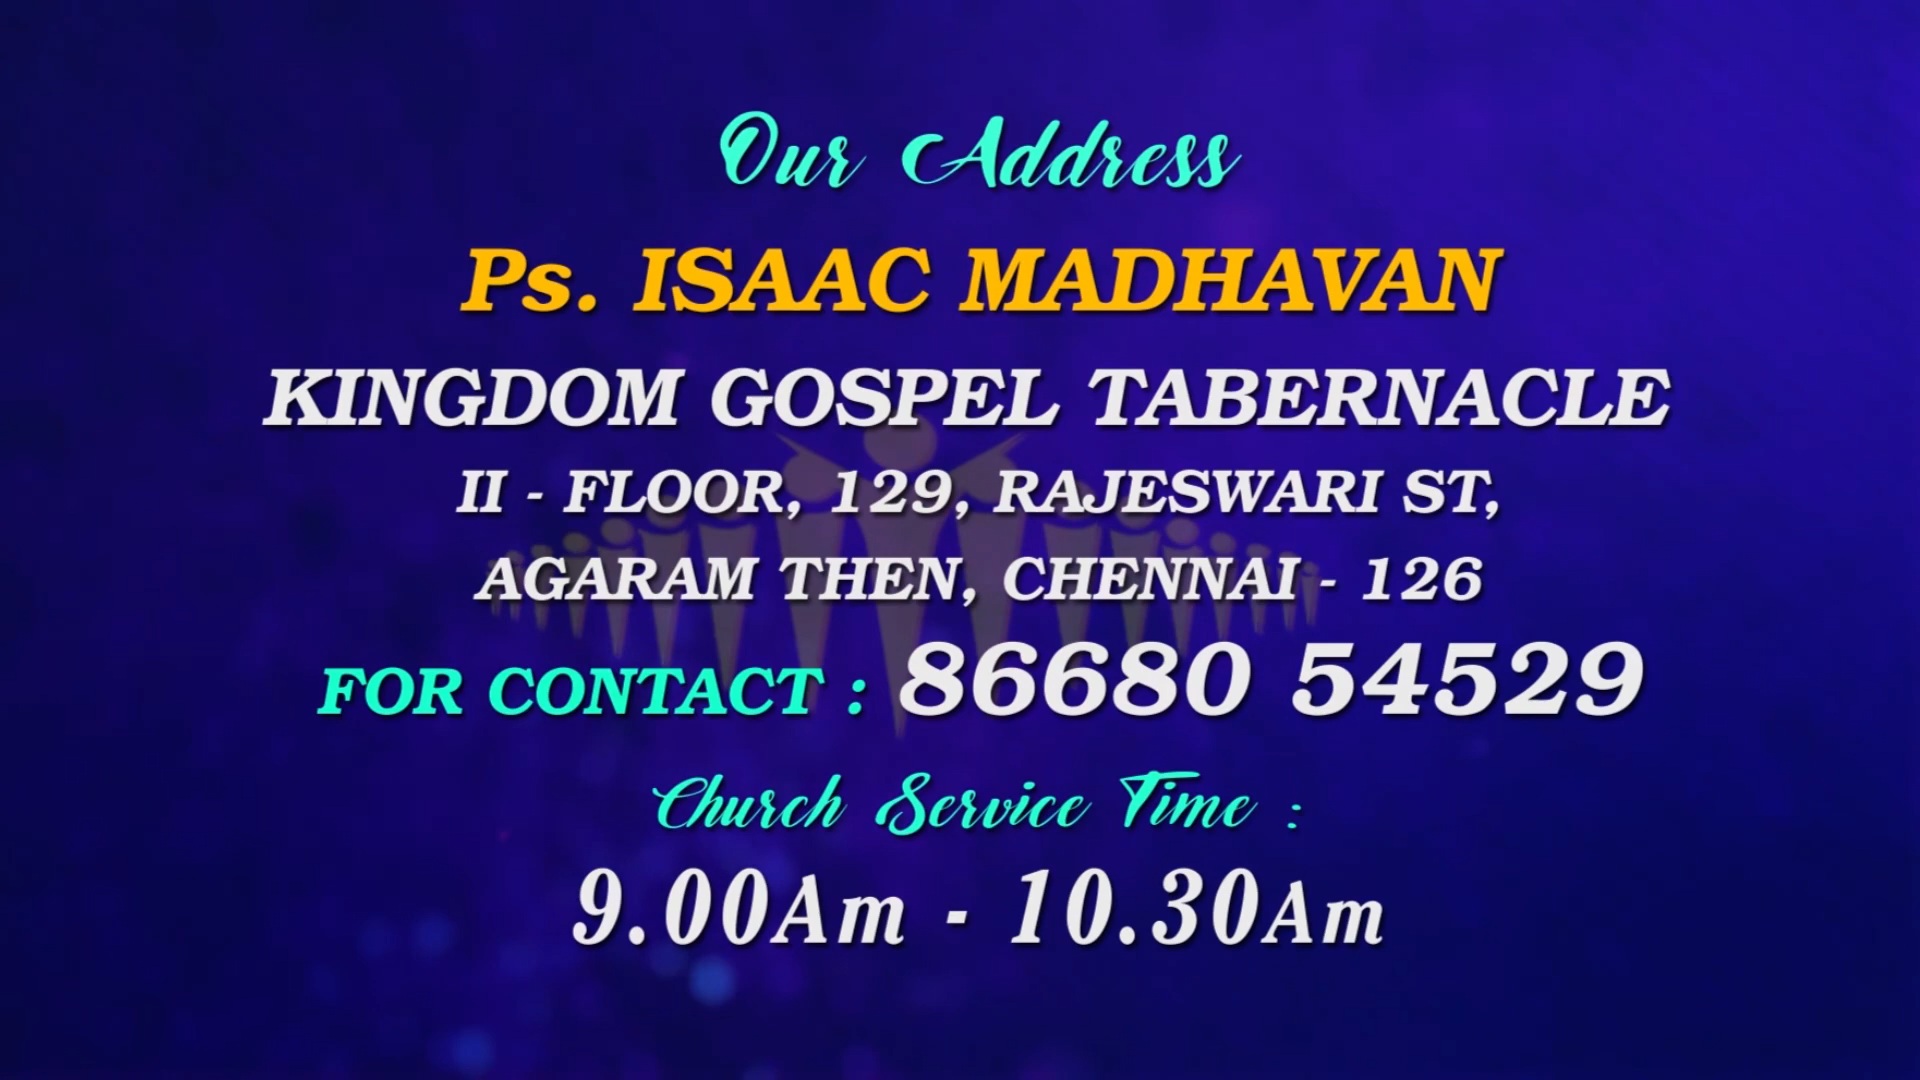 Our Address
Ps. ISAAC MADHAVAN
KINGDOM GOSPEL TABERNACLE
II - FLOOR, 129, RAJESWARI ST,
AGARAM THEN, CHENNAI - 126
FOR CONTACT : 86680 54529
Church Service Time :
9.00Am - 10.30Am